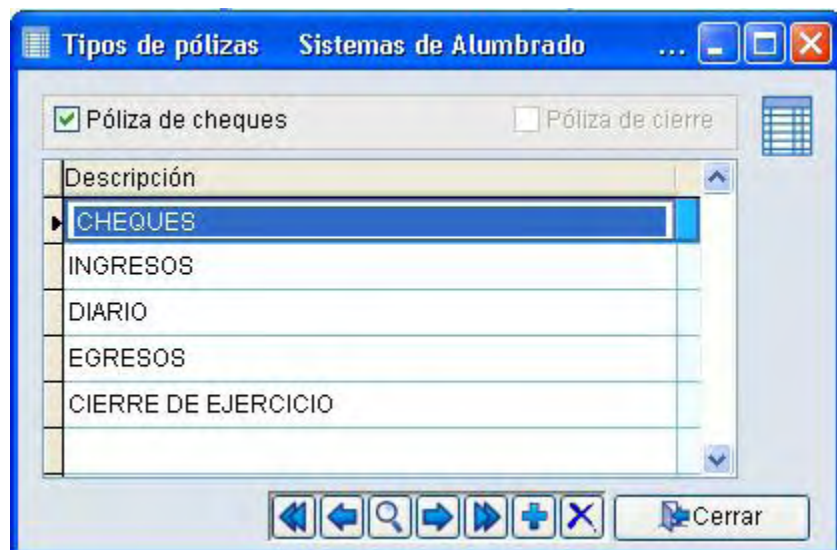 Tipos de pólizas Sistemas de Alumbrado ...
Póliza de cheques Póliza de cierre
Descripción
CHEQUES
INGRESOS
DIARIO
EGRESOS
CIERRE DE EJERCICIO
Cerrar